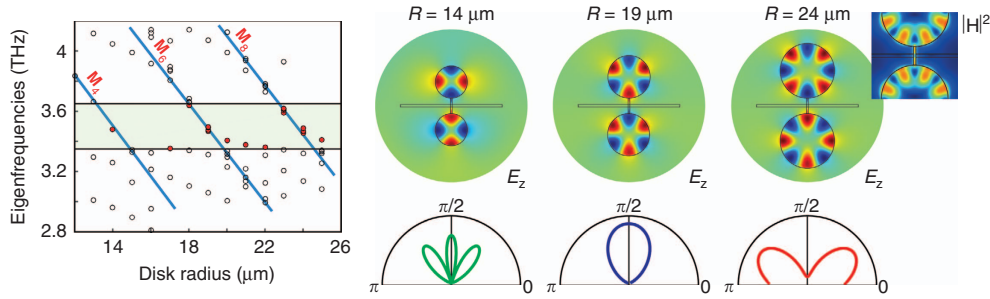 Eigenfrequencies (THz)
4
3.6
3.2
2.8
M4
M6
M8
14
18
22
26
Disk radius (μm)
R = 14 μm
R = 19 μm
R = 24 μm
|H|²
Ez
Ez
Ez
π/2
π/2
π/2
π
0
π
0
π
0